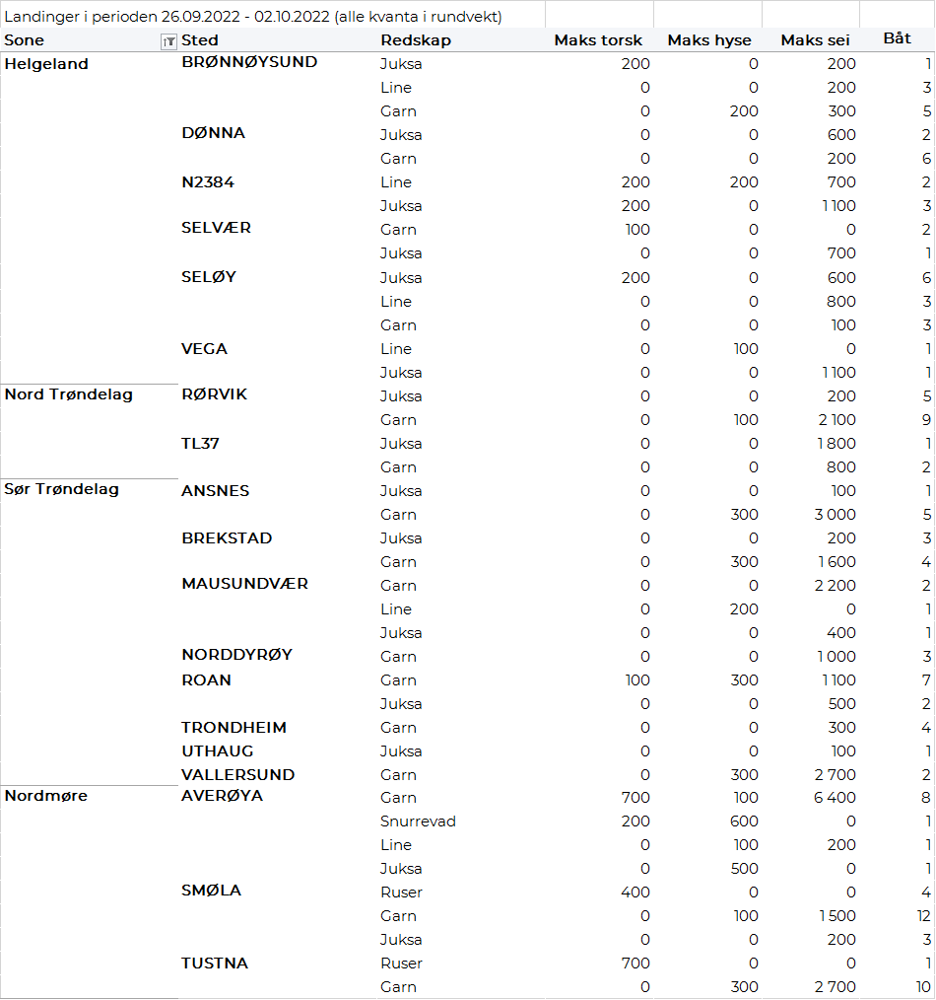 Landinger i perioden 26.09.2022 - 02.10.2022 (alle kvanta i rundvekt)
Sone Sted Redskap Maks torsk Maks hyse Maks sei Båt
Helgeland BRØNNØYSUND Juksa 200 0 200 1
Line 0 0 200 3
Garn 0 200 300 5
DØNNA Juksa 0 0 600 2
Garn 0 0 200 6
N2384 Line 200 200 700 2
Juksa 200 0 1 100 3
SELVÆR Garn 100 0 0 2
Juksa 0 0 700 1
SELØY Juksa 200 0 600 6
Line 0 0 800 3
Garn 0 0 100 3
VEGA Line 0 100 0 1
Juksa 0 0 1 100 1
Nord Trøndelag RØRVIK Juksa 0 0 200 5
Garn 0 100 2 100 9
TL37 Juksa 0 0 1 800 1
Garn 0 0 800 2
Sør Trøndelag ANSNES Juksa 0 0 100 1
Garn 0 300 3 000 5
BREKSTAD Juksa 0 0 200 3
Garn 0 300 1 600 4
MAUSUNDVÆR Garn 0 0 2 200 2
Line 0 200 0 1
Juksa 0 0 400 1
NORDDYRØY Garn 0 0 1 000 3
ROAN Garn 100 300 1 100 7
Juksa 0 0 500 2
TRONDHEIM Garn 0 0 300 4
UTHAUG Juksa 0 0 100 1
VALLERSUND Garn 0 300 2 700 2
Nordmøre AVERØYA Garn 700 100 6 400 8
Snurrevad 200 600 0 1
Line 0 100 200 1
Juksa 0 500 0 1
SMØLA Ruser 400 0 0 4
Garn 0 100 1 500 12
Juksa 0 0 200 3
TUSTNA Ruser 700 0 0 1
Garn 0 300 2 700 10